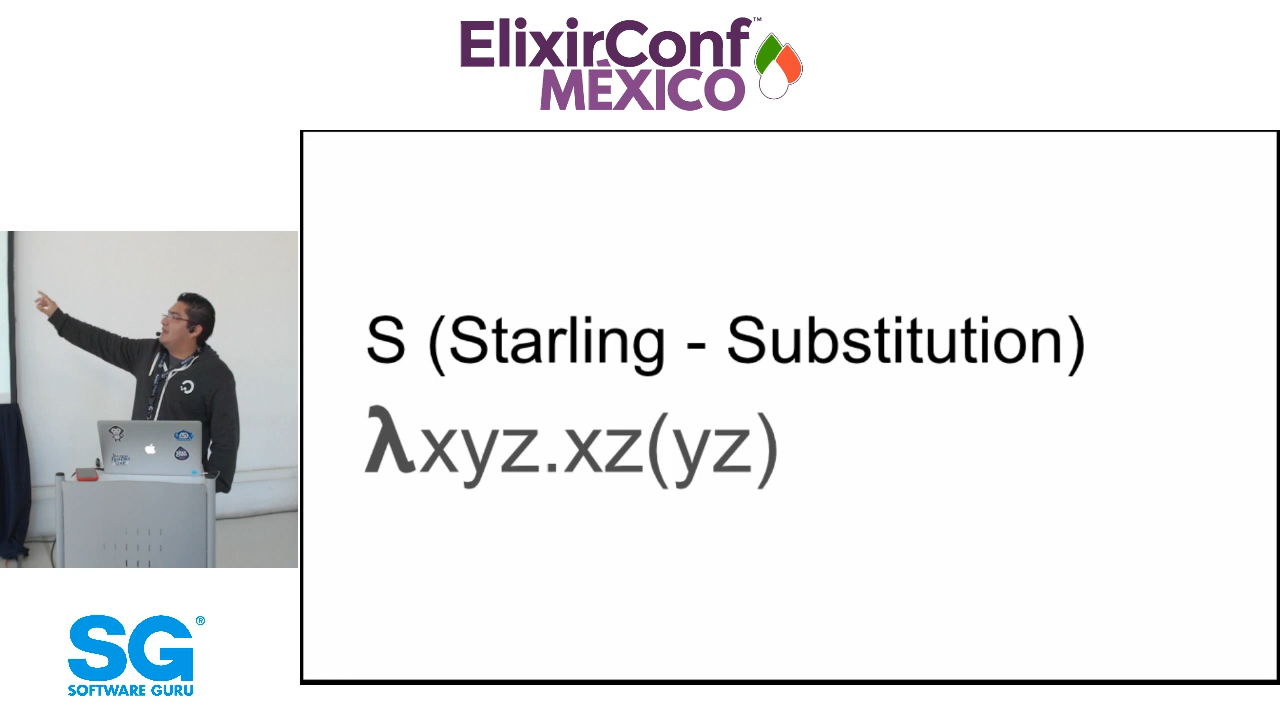 ElixirConf™
MÉXICO
S (Starling - Substitution)
λxyz.xz(yz)
SG®
SOFTWARE GURU